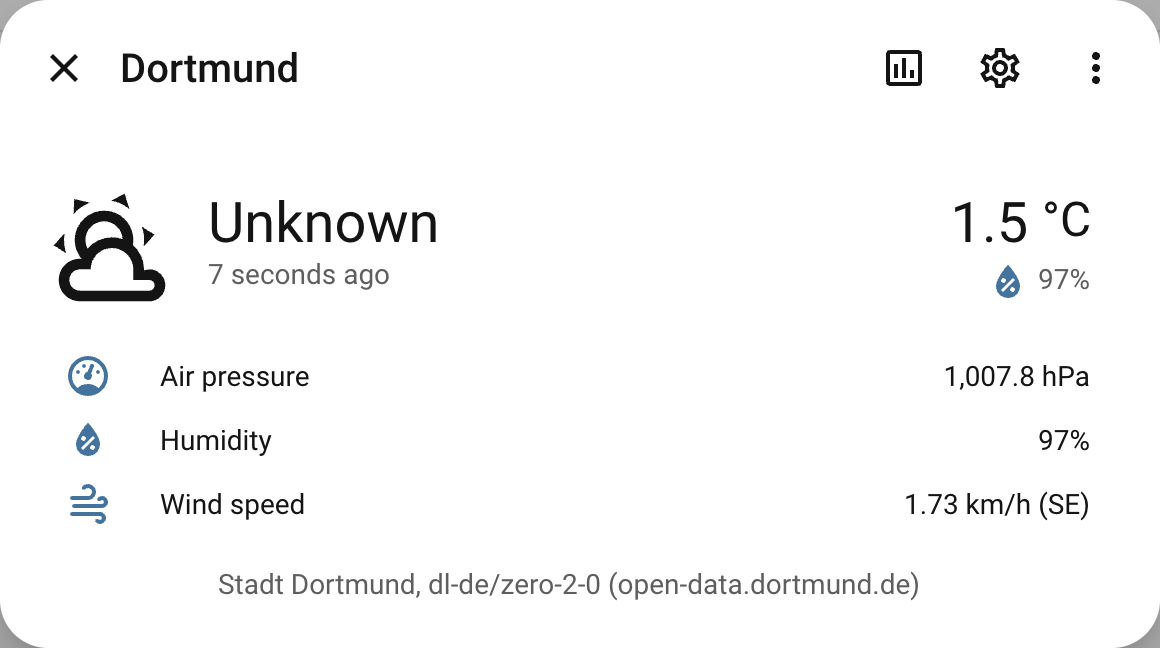 Dortmund
Unknown
1.5 °C
7 seconds ago
97%
Air pressure
1,007.8 hPa
Humidity
97%
Wind speed
1.73 km/h (SE)
Stadt Dortmund, dl-de/zero-2-0 (open-data.dortmund.de)